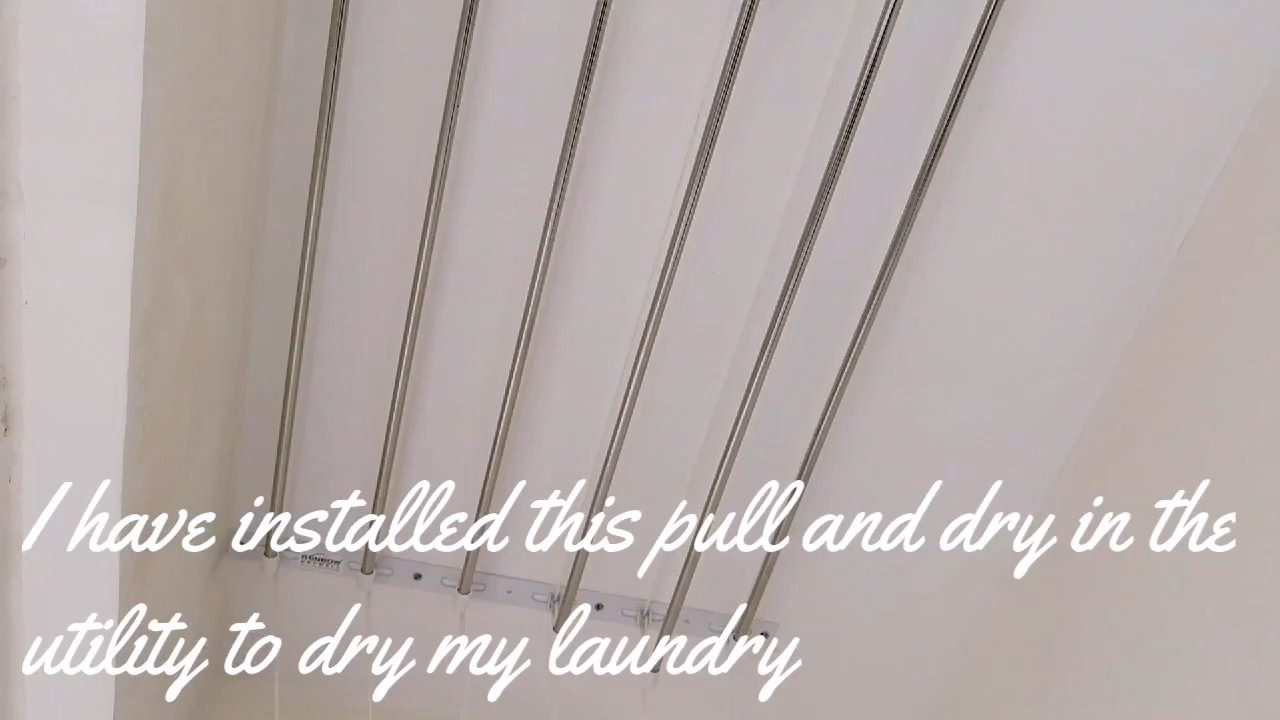 I have installed this pull and dry in the
utility to dry my laundry